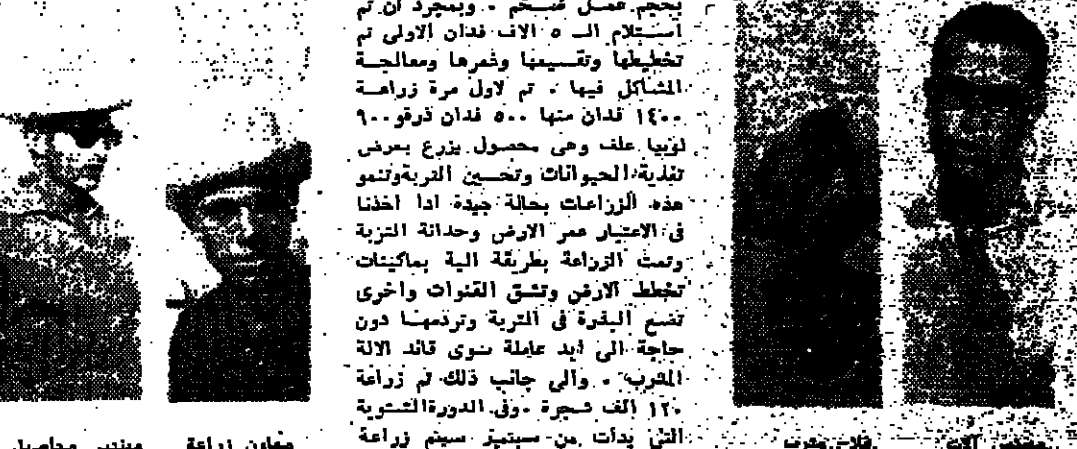 بحجم عمل ضخم . وبمجرد أن تم
استلام الـ ٥ الاف فدان الاولى تم
تخطيطها وتقسيمها وغمرها ومعالجة
المشاكل فيها . تم لاول مرة زراعة
١٤٠٠ فدان منها ٥٠٠ فدان ذرة و ٩٠٠
لوبيا علف وهى محصول يزرع بغرض
تغذية الحيوانات وتحسين التربة وتنمو
هذه الزراعات بحالة جيدة اذا اخذنا
فى الاعتبار عمر الارض وحداثة التربة
وتمت الزراعة بطريقة الية بماكينات
تخطط الارض وتشق القنوات واخرى
تضع البذرة فى التربة وتردمها دون
حاجة الى أيد عاملة سوى قائد الالة
المدرب . والى جانب ذلك تم زراعة
١٢٠ الف شجرة . وفى الدورة الشتوية
التى بدأت من سبتمبر سيتم زراعة
فلاح مدرب
معاون زراعة
مهندس محاصيل